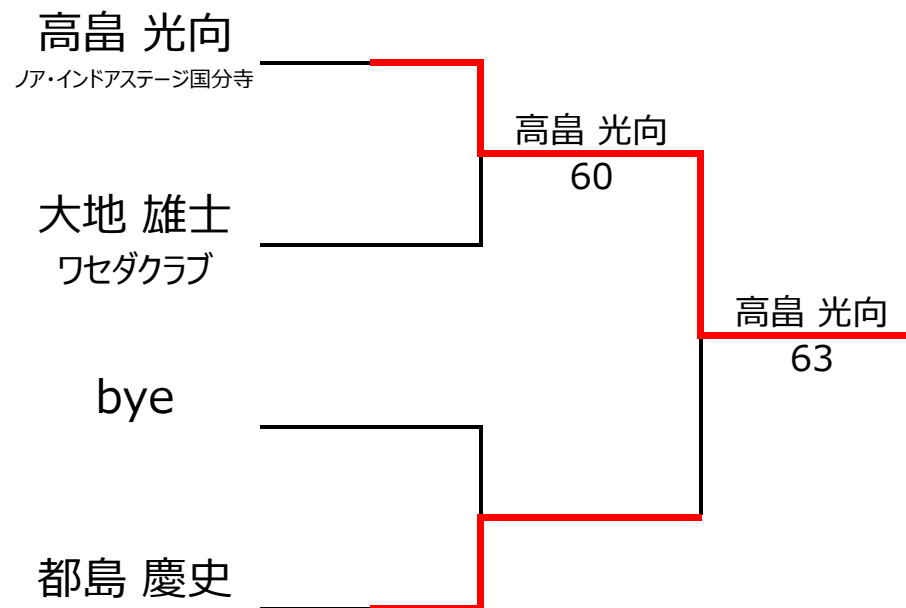 高畠 光向
ノア・インドアステージ国分寺
高畠 光向
60
大地 雄士
ワセダクラブ
高畠 光向
63
bye
都島 慶史